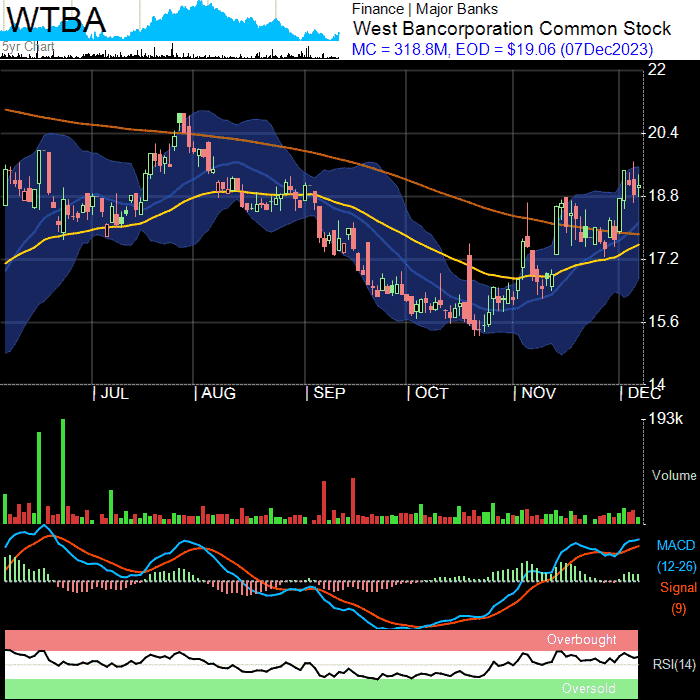 WTBA
5yr Chart
Finance | Major Banks
West Bancorporation Common Stock
MC = 318.8M, EOD = $19.06 (07Dec2023)
22
20.4
18.8
17.2
15.6
14
| JUL | AUG | SEP | OCT | NOV | DEC
193k
Volume
MACD
(12-26)
Signal
(9)
Overbought
RSI(14)
Oversold